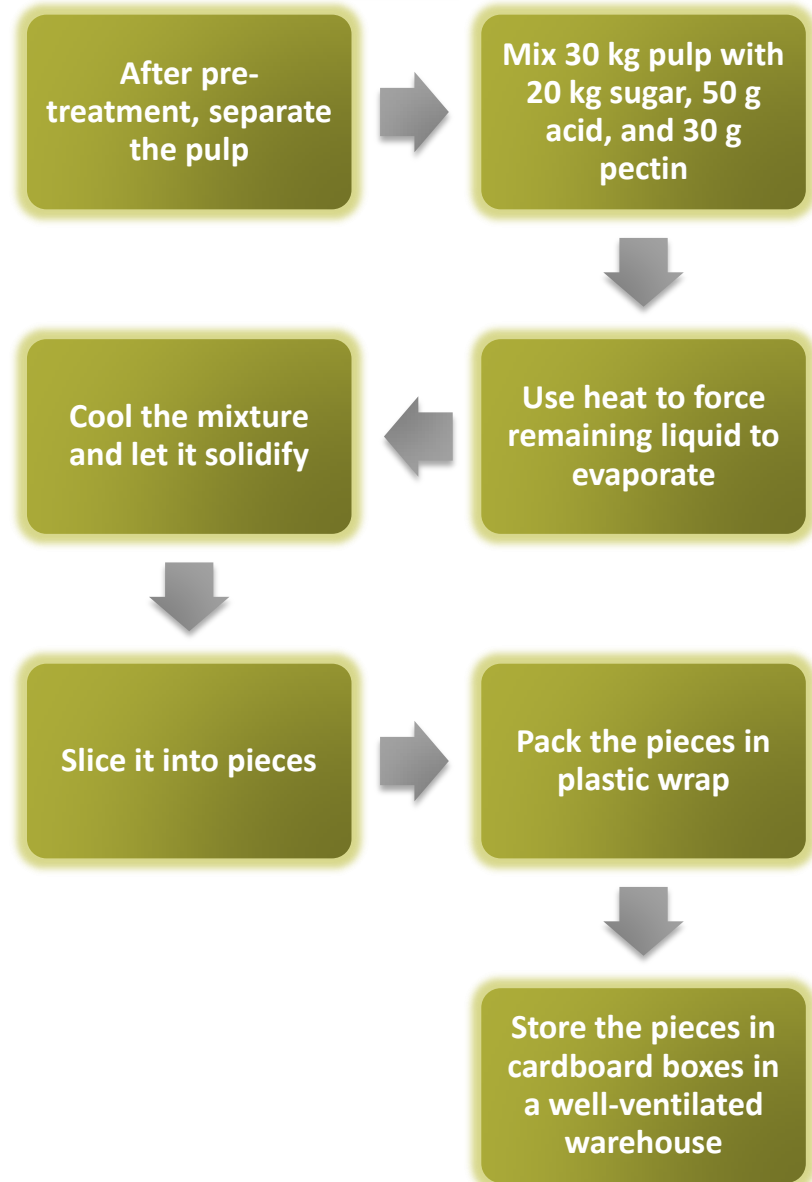 After pre-
treatment, separate
the pulp
Mix 30 kg pulp with
20 kg sugar, 50 g
acid, and 30 g
pectin
Use heat to force
remaining liquid to
evaporate
Cool the mixture
and let it solidify
Slice it into pieces
Pack the pieces in
plastic wrap
Store the pieces in
cardboard boxes in
a well-ventilated
warehouse